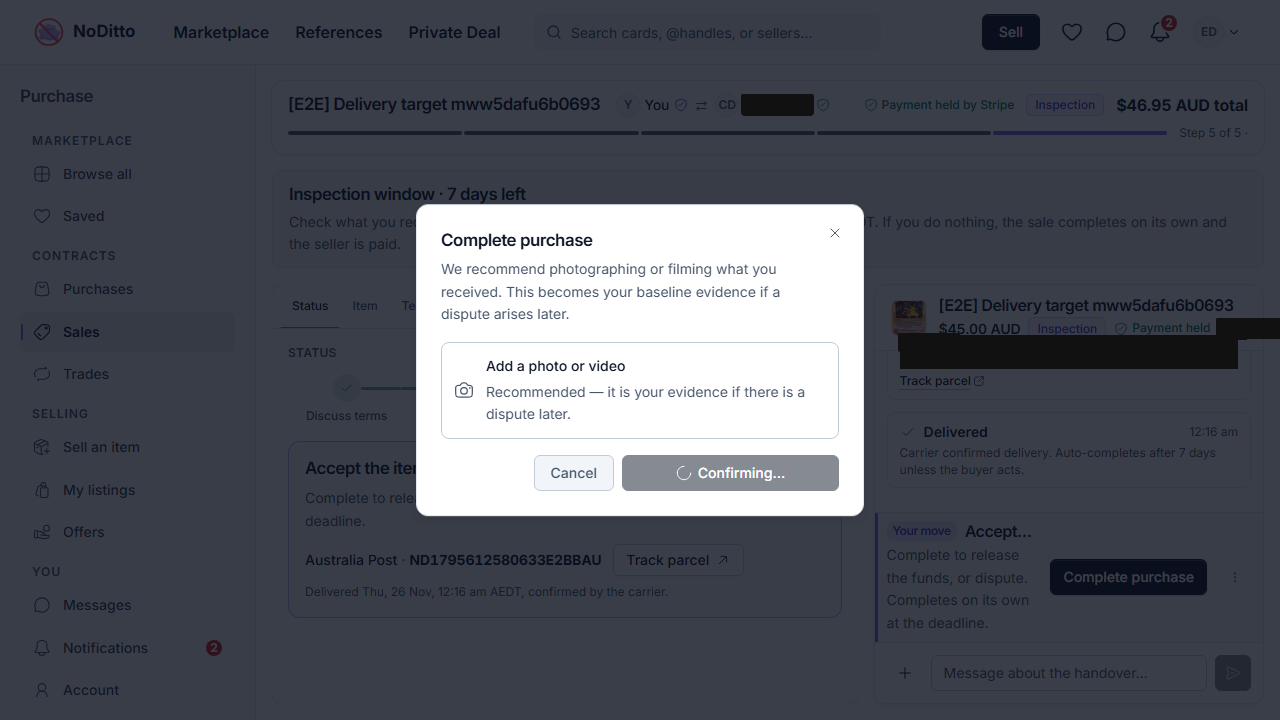 NoDitto
Marketplace
References
Private Deal
Search cards, @handles, or sellers...
Sell
2
ED
Purchase
MARKETPLACE
Browse all
Saved
CONTRACTS
Purchases
Sales
Trades
SELLING
Sell an item
My listings
Offers
YOU
Messages
Notifications
2
Account
[E2E] Delivery target mww5dafu6b0693
Y
You
CD
Payment held by Stripe
Inspection
$46.95 AUD total
Step 5 of 5 ·
Inspection window · 7 days left
Check what you rec
If you do nothing, the sale completes on its own and
the seller is paid.
Status
Item
Te
STATUS
Discuss terms
Accept the iter
Complete to relea
deadline.
Australia Post · ND1795612580633E2BBAU
Track parcel
Delivered Thu, 26 Nov, 12:16 am AEDT, confirmed by the carrier.
Complete purchase
We recommend photographing or filming what you
received. This becomes your baseline evidence if a
dispute arises later.
Add a photo or video
Recommended — it is your evidence if there is a
dispute later.
Cancel
Confirming...
[E2E] Delivery target mww5dafu6b0693
$45.00 AUD
Inspection
Payment held
Track parcel
Delivered
12:16 am
Carrier confirmed delivery. Auto-completes after 7 days
unless the buyer acts.
Your move
Accept...
Complete to release
the funds, or dispute.
Completes on its own
at the deadline.
Complete purchase
Message about the handover...